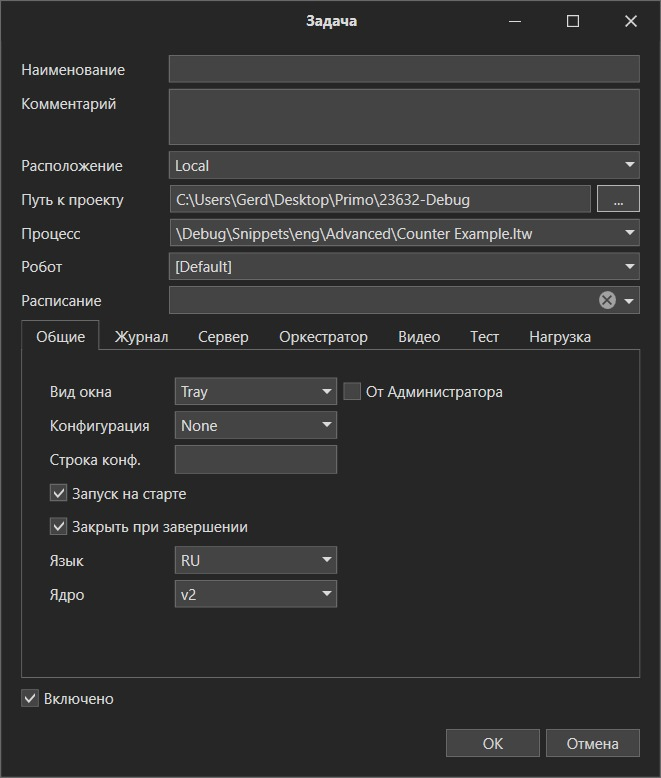 Задача
Наименование
Комментарий
Расположение Local
Путь к проекту C:\Users\Gerd\Desktop\Primo\23632-Debug ...
Процесс \Debug\Snippets\eng\Advanced\Counter Example.ltw
Робот [Default]
Расписание
Общие Журнал Сервер Оркестратор Видео Тест Нагрузка
Вид окна Tray От Администратора
Конфигурация None
Строка конф.
Запуск на старте
Закрыть при завершении
Язык RU
Ядро v2
Включено
ОК Отмена